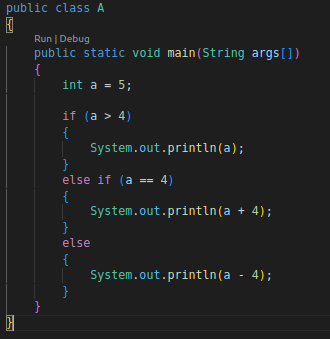 public class A
{
Run | Debug
    public static void main(String args[])
    {
        int a = 5;

        if (a > 4)
        {
            System.out.println(a);
        }
        else if (a == 4)
        {
            System.out.println(a + 4);
        }
        else
        {
            System.out.println(a - 4);
        }
    }
}